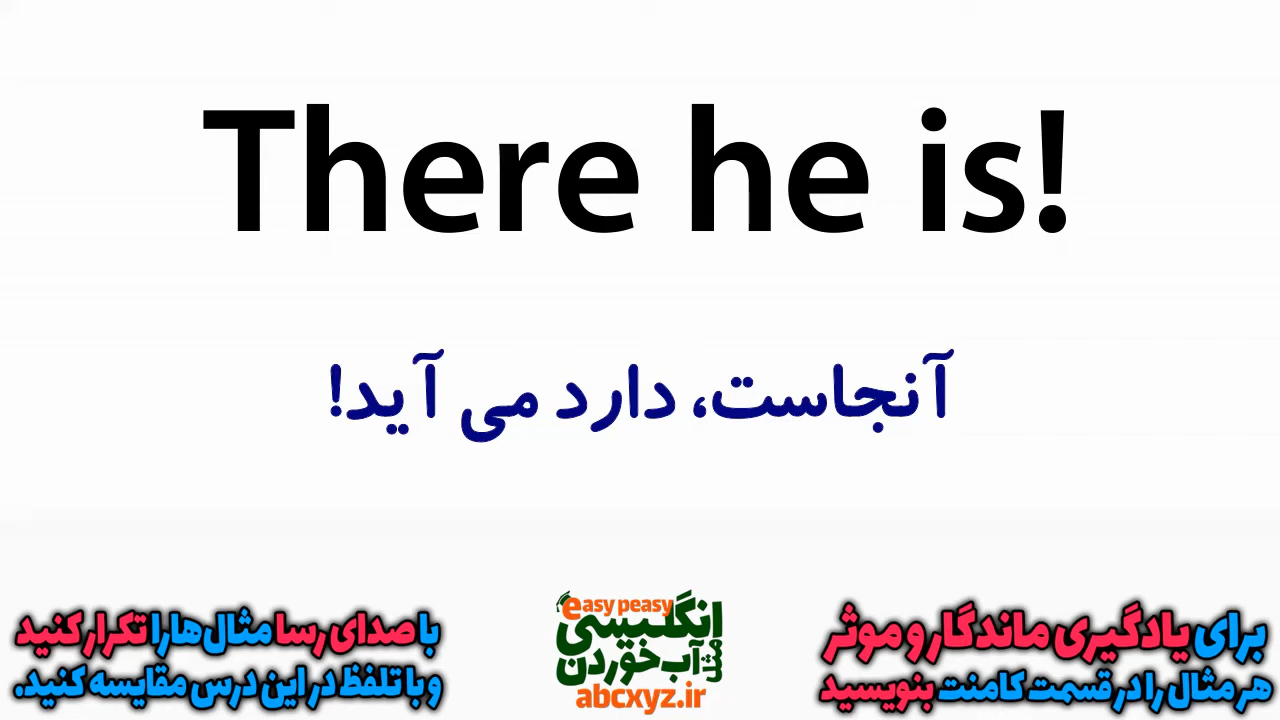 There he is!
آنجاست، دارد می آید!
برای یادگیری ماندگار و موثر
هر مثال را در قسمت کامنت بنویسید
easy peasy
انگلیسی
مثل آب خوردن
abcxyz.ir
با صدای رسا مثال‌ها را تکرار کنید
و با تلفظ در این درس مقایسه کنید.